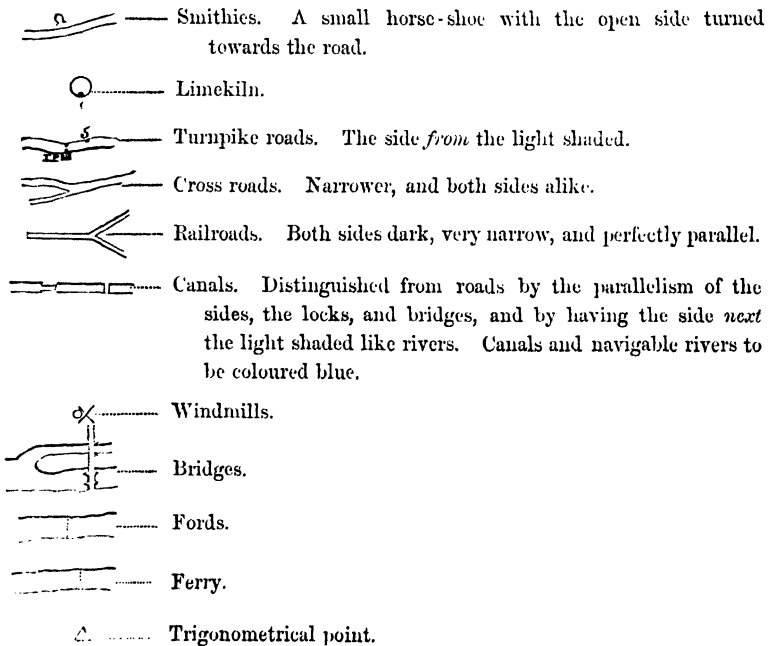 Smithies. A small horse-shoe with the open side turned
towards the road.
Limekiln.
Turnpike roads. The side from the light shaded.
Cross roads. Narrower, and both sides alike.
Railroads. Both sides dark, very narrow, and perfectly parallel.
Canals. Distinguished from roads by the parallelism of the
sides, the locks, and bridges, and by having the side next
the light shaded like rivers. Canals and navigable rivers to
be coloured blue.
Windmills.
Bridges.
Fords.
Ferry.
Trigonometrical point.